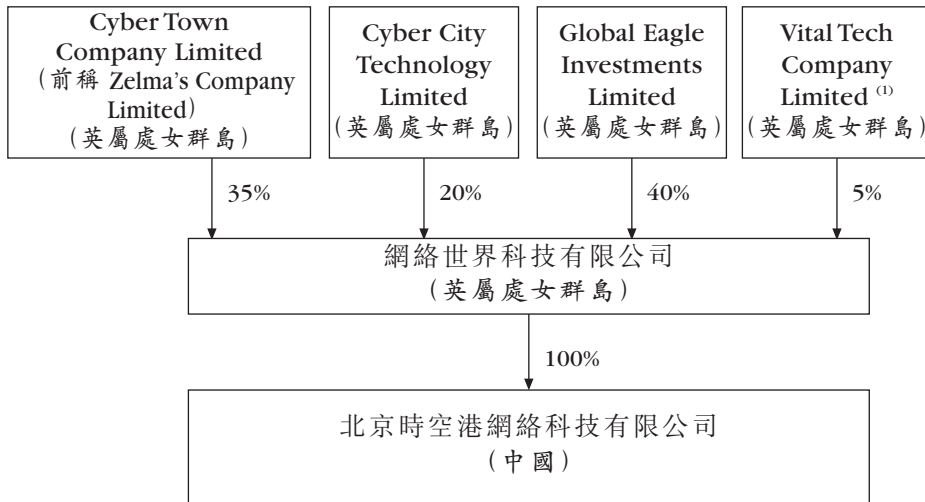 Cyber Town
Company Limited
（前稱 Zelma's Company
Limited）
（英屬處女群島）
Cyber City
Technology
Limited
（英屬處女群島）
Global Eagle
Investments
Limited
（英屬處女群島）
Vital Tech
Company
Limited (1)
（英屬處女群島）
35%
20%
40%
5%
網絡世界科技有限公司
（英屬處女群島）
100%
北京時空港網絡科技有限公司
（中國）